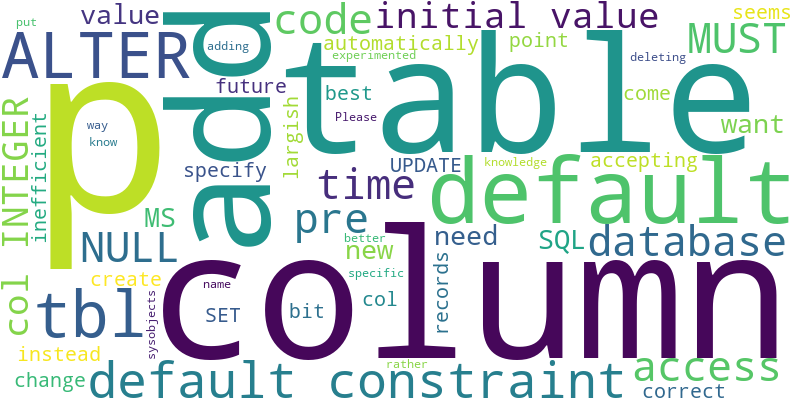 put
value
initial value
seems
ALTER
adding
code
automatically
experimented
point
deleting
MUST
p
add
table
future
best
come
way
know
Please
want
INTEGER
inefficient
largish
specify
UPDATE
knowledge
accepting
time
default
MS
pre
NULL
better
new
need
SQL
database
col
tbl
column
specific
create
name
SET
bit
col
records
sysobjects
instead
rather
access
change
default constraint
correct